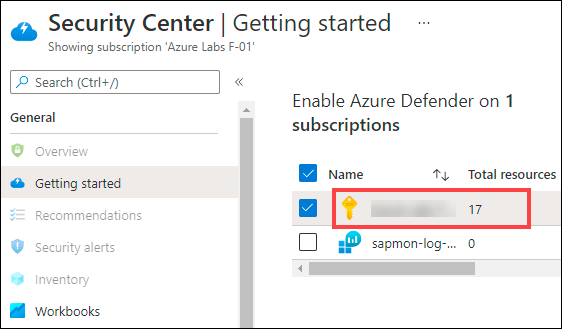 Security Center | Getting started ...
Showing subscription 'Azure Labs F-01'
Search (Ctrl+/)
«
General
Overview
Getting started
Recommendations
Security alerts
Inventory
Workbooks
Enable Azure Defender on 1
subscriptions
Name ↑↓ Total resources
17
sapmon-log-... 0